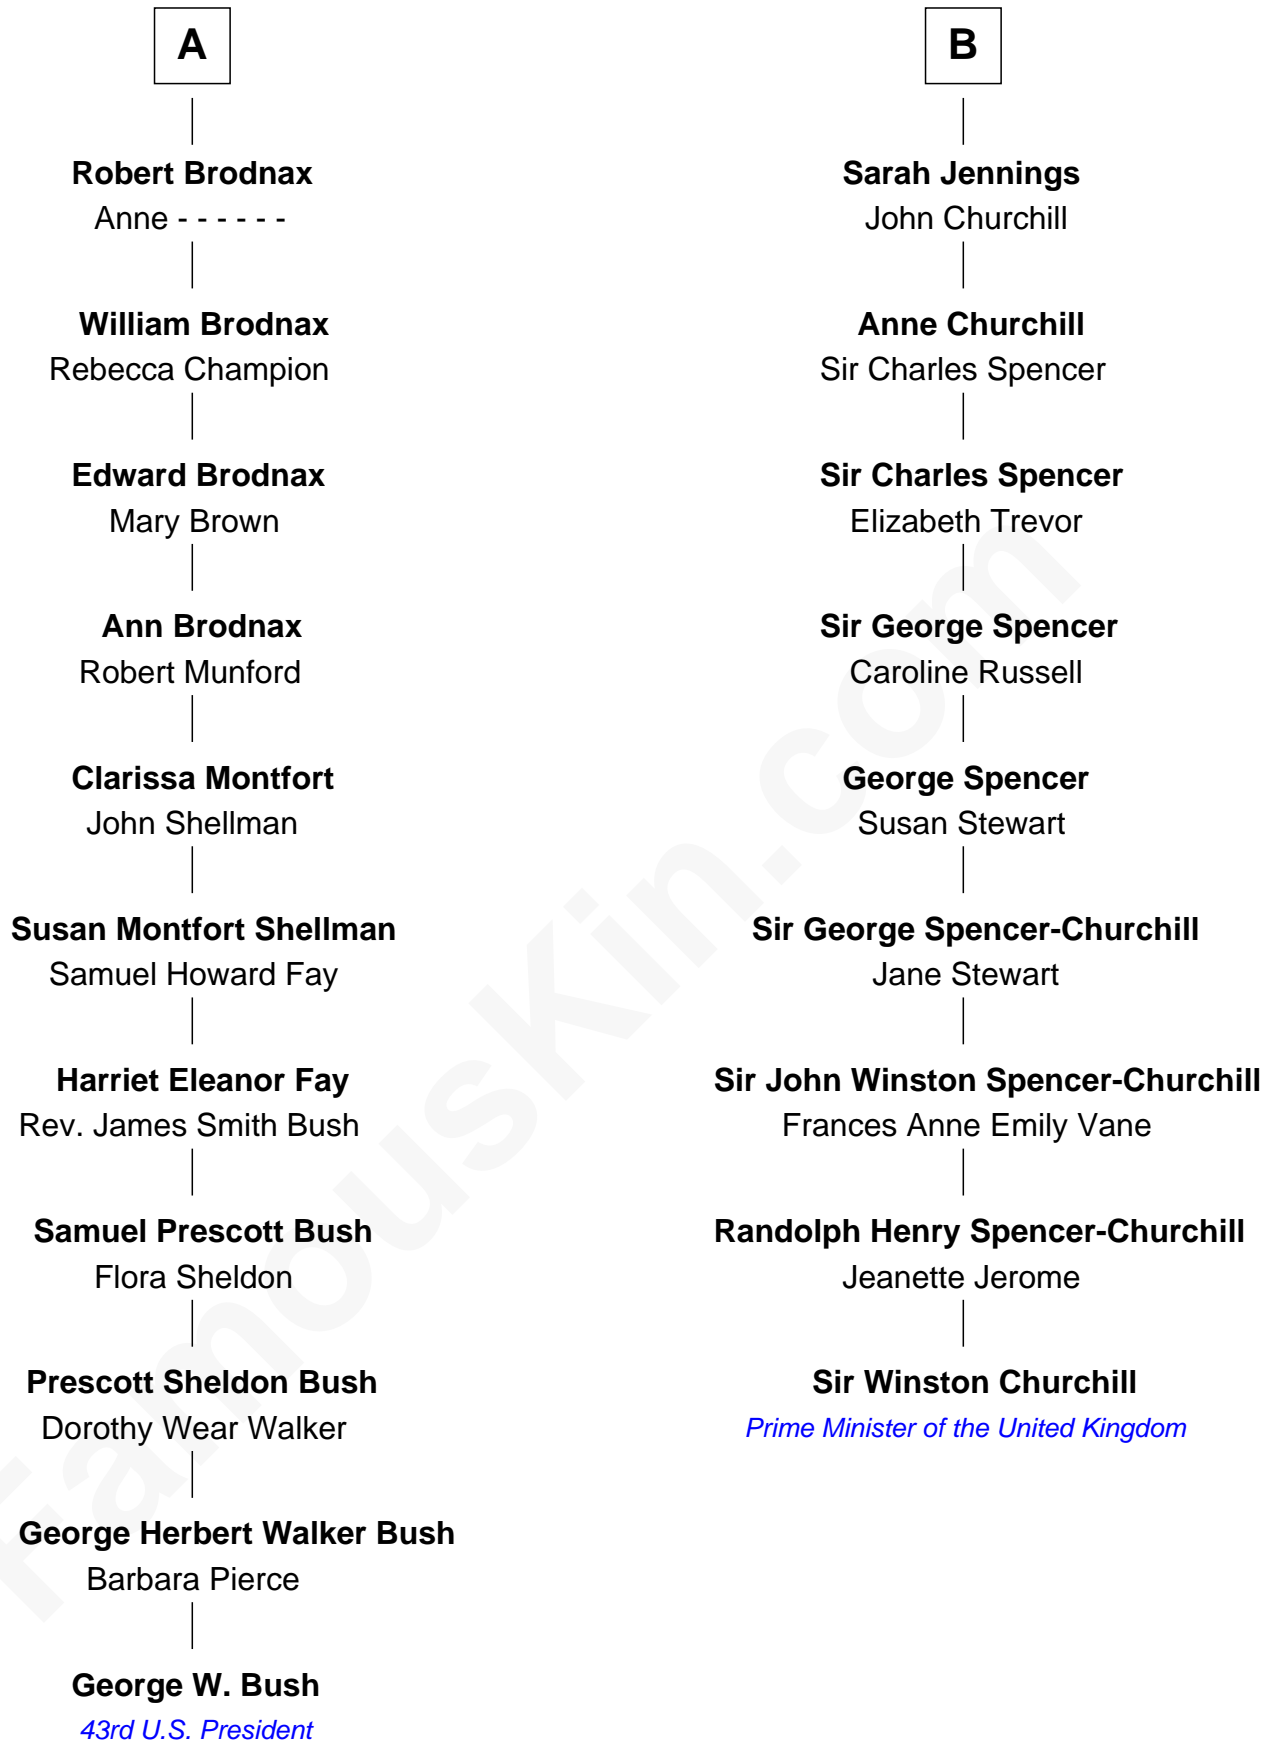 A
Robert Brodnax
Anne - - - - - -
William Brodnax
Rebecca Champion
Edward Brodnax
Mary Brown
Ann Brodnax
Robert Munford
Clarissa Montfort
John Shellman
Susan Montfort Shellman
Samuel Howard Fay
Harriet Eleanor Fay
Rev. James Smith Bush
Samuel Prescott Bush
Flora Sheldon
Prescott Sheldon Bush
Dorothy Wear Walker
George Herbert Walker Bush
Barbara Pierce
George W. Bush
43rd U.S. President
B
Sarah Jennings
John Churchill
Anne Churchill
Sir Charles Spencer
Sir Charles Spencer
Elizabeth Trevor
Sir George Spencer
Caroline Russell
George Spencer
Susan Stewart
Sir George Spencer-Churchill
Jane Stewart
Sir John Winston Spencer-Churchill
Frances Anne Emily Vane
Randolph Henry Spencer-Churchill
Jeanette Jerome
Sir Winston Churchill
Prime Minister of the United Kingdom
FamousKin.com